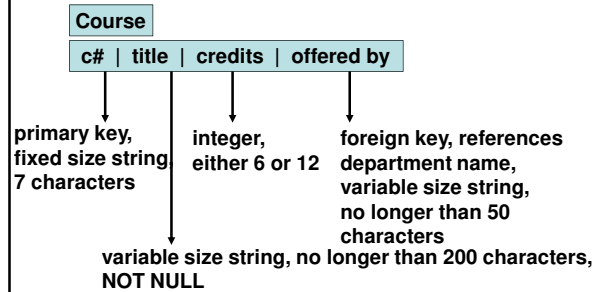 Course
c# | title | credits | offered by
primary key,
fixed size string,
7 characters
integer,
either 6 or 12
foreign key, references
department name,
variable size string,
no longer than 50
characters
variable size string, no longer than 200 characters,
NOT NULL